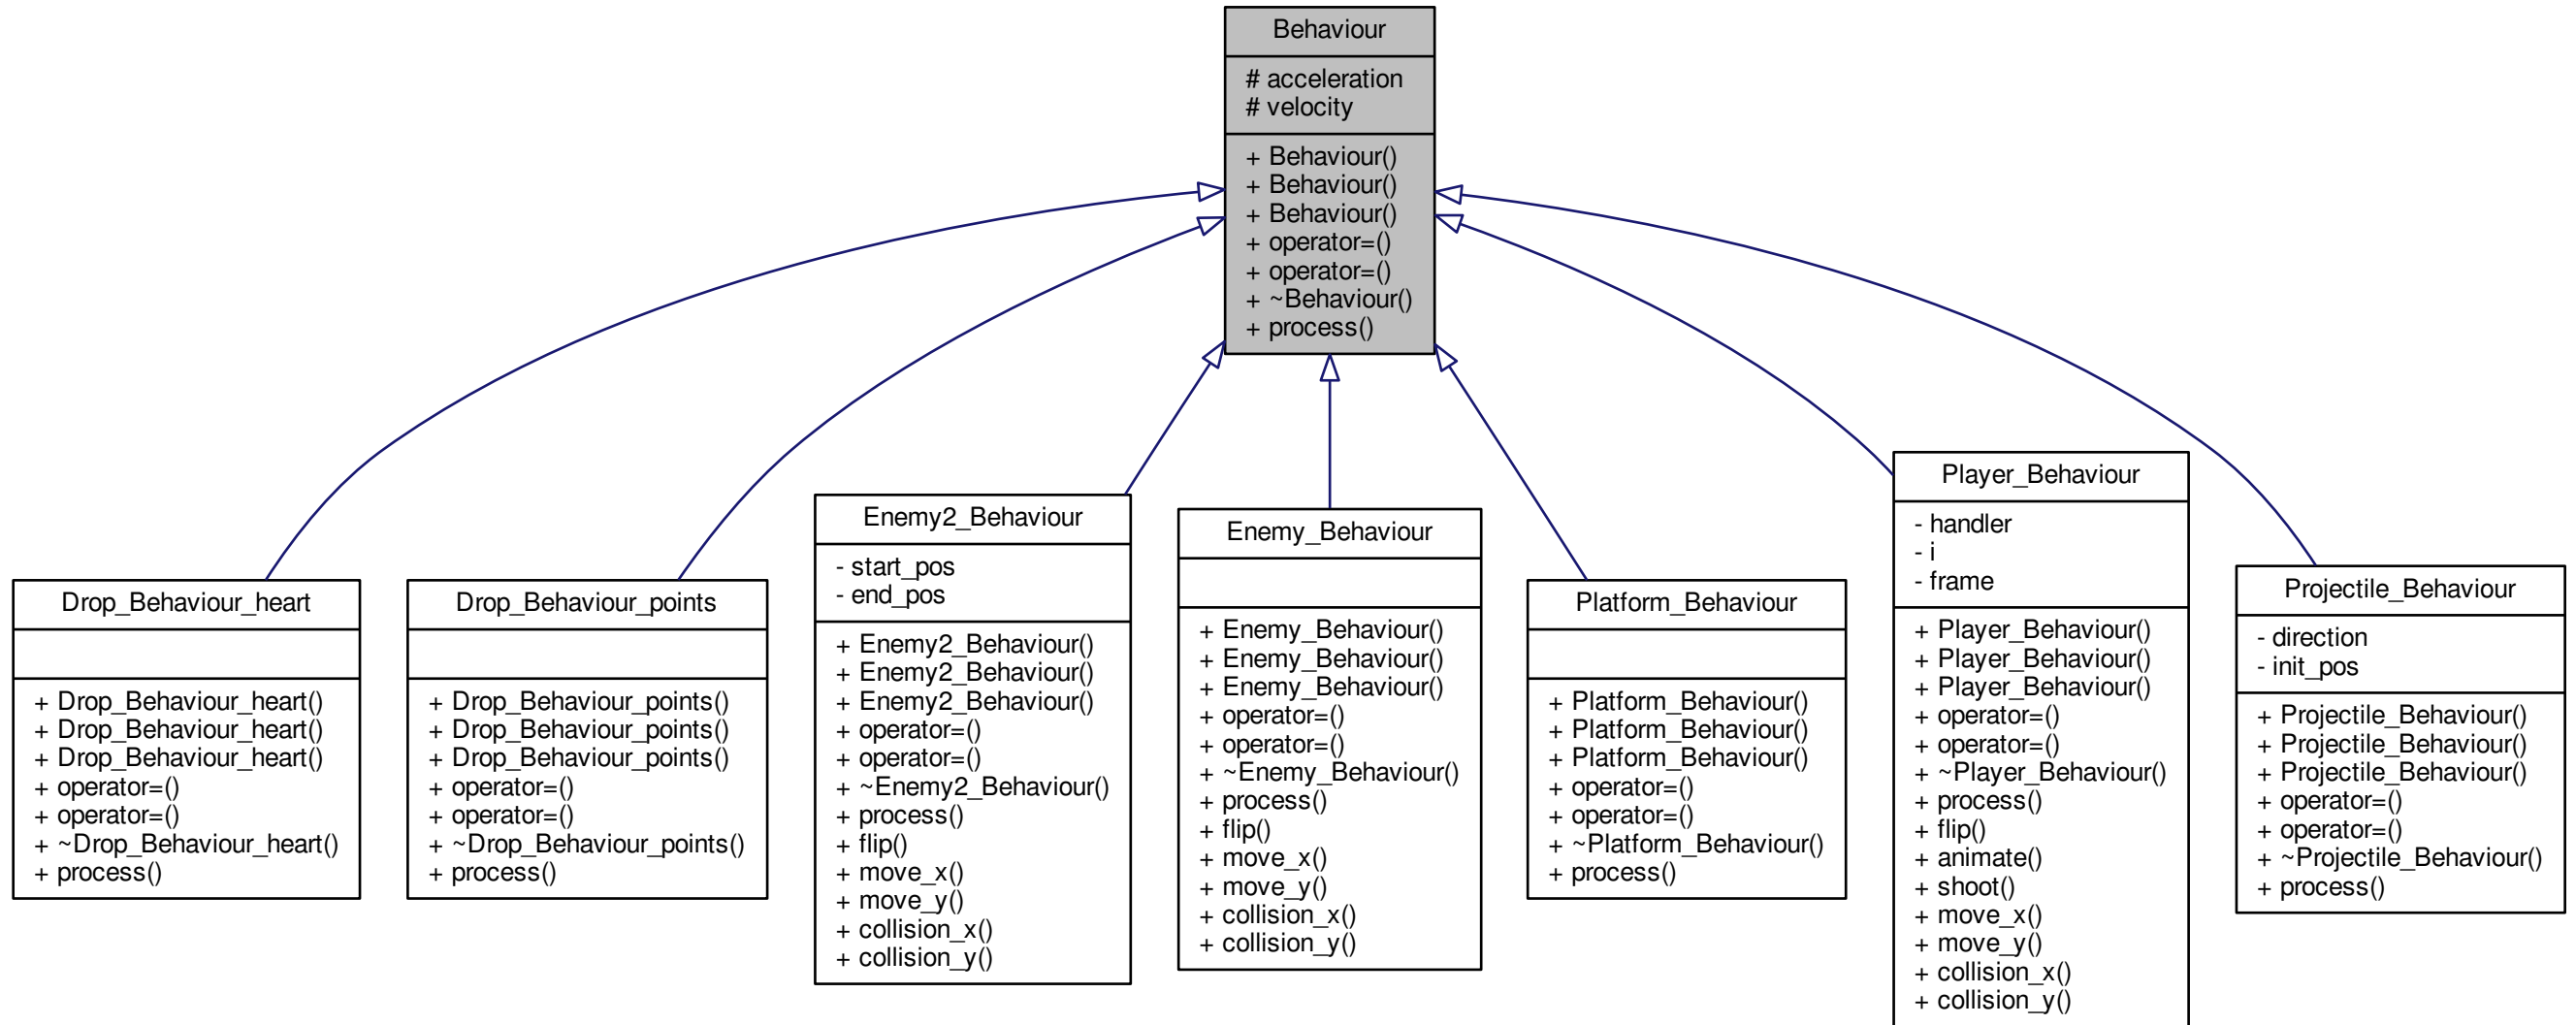 Behaviour
# acceleration
# velocity
+ Behaviour()
+ Behaviour()
+ Behaviour()
+ operator=()
+ operator=()
+ ~Behaviour()
+ process()
Drop_Behaviour_heart
+ Drop_Behaviour_heart()
+ Drop_Behaviour_heart()
+ Drop_Behaviour_heart()
+ operator=()
+ operator=()
+ ~Drop_Behaviour_heart()
+ process()
Drop_Behaviour_points
+ Drop_Behaviour_points()
+ Drop_Behaviour_points()
+ Drop_Behaviour_points()
+ operator=()
+ operator=()
+ ~Drop_Behaviour_points()
+ process()
Enemy2_Behaviour
- start_pos
- end_pos
+ Enemy2_Behaviour()
+ Enemy2_Behaviour()
+ Enemy2_Behaviour()
+ operator=()
+ operator=()
+ ~Enemy2_Behaviour()
+ process()
+ flip()
+ move_x()
+ move_y()
+ collision_x()
+ collision_y()
Enemy_Behaviour
+ Enemy_Behaviour()
+ Enemy_Behaviour()
+ Enemy_Behaviour()
+ operator=()
+ operator=()
+ ~Enemy_Behaviour()
+ process()
+ flip()
+ move_x()
+ move_y()
+ collision_x()
+ collision_y()
Platform_Behaviour
+ Platform_Behaviour()
+ Platform_Behaviour()
+ Platform_Behaviour()
+ operator=()
+ operator=()
+ ~Platform_Behaviour()
+ process()
Player_Behaviour
- handler
- i
- frame
+ Player_Behaviour()
+ Player_Behaviour()
+ Player_Behaviour()
+ operator=()
+ operator=()
+ ~Player_Behaviour()
+ process()
+ flip()
+ animate()
+ shoot()
+ move_x()
+ move_y()
+ collision_x()
+ collision_y()
Projectile_Behaviour
- direction
- init_pos
+ Projectile_Behaviour()
+ Projectile_Behaviour()
+ Projectile_Behaviour()
+ operator=()
+ operator=()
+ ~Projectile_Behaviour()
+ process()